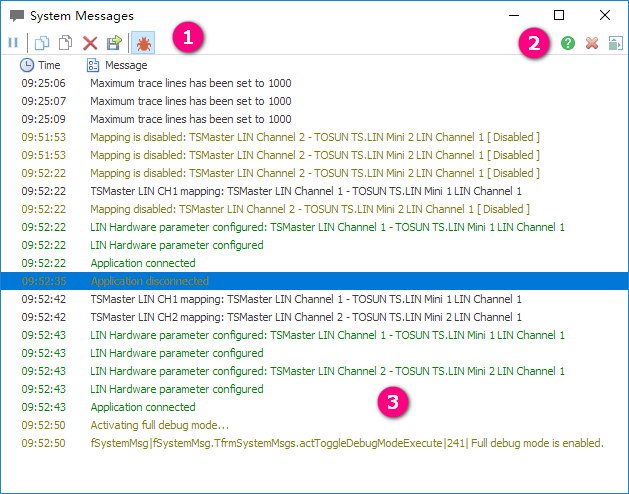 System Messages
1
2
Time Message
09:25:06 Maximum trace lines has been set to 1000
09:25:07 Maximum trace lines has been set to 1000
09:25:09 Maximum trace lines has been set to 1000
09:51:53 Mapping is disabled: TSMaster LIN Channel 2 - TOSUN TS.LIN Mini 2 LIN Channel 1 [ Disabled ]
09:51:53 Mapping is disabled: TSMaster LIN Channel 2 - TOSUN TS.LIN Mini 2 LIN Channel 1 [ Disabled ]
09:52:22 Mapping is disabled: TSMaster LIN Channel 2 - TOSUN TS.LIN Mini 2 LIN Channel 1 [ Disabled ]
09:52:22 TSMaster LIN CH1 mapping: TSMaster LIN Channel 1 - TOSUN TS.LIN Mini 1 LIN Channel 1
09:52:22 Mapping disabled: TSMaster LIN Channel 2 - TOSUN TS.LIN Mini 2 LIN Channel 1 [ Disabled ]
09:52:22 LIN Hardware parameter configured: TSMaster LIN Channel 1 - TOSUN TS.LIN Mini 1 LIN Channel 1
09:52:22 LIN Hardware parameter configured
09:52:22 Application connected
09:52:35 Application disconnected
09:52:42 TSMaster LIN CH1 mapping: TSMaster LIN Channel 1 - TOSUN TS.LIN Mini 1 LIN Channel 1
09:52:42 TSMaster LIN CH2 mapping: TSMaster LIN Channel 2 - TOSUN TS.LIN Mini 2 LIN Channel 1
09:52:43 LIN Hardware parameter configured: TSMaster LIN Channel 1 - TOSUN TS.LIN Mini 1 LIN Channel 1
09:52:43 LIN Hardware parameter configured
09:52:43 LIN Hardware parameter configured: TSMaster LIN Channel 2 - TOSUN TS.LIN Mini 2 LIN Channel 1
09:52:43 LIN Hardware parameter configured
09:52:43 Application connected
3
09:52:50 Activating full debug mode...
09:52:50 fSystemMsg|fSystemMsg.TfrmSystemMsgs.actToggleDebugModeExecute|241| Full debug mode is enabled.